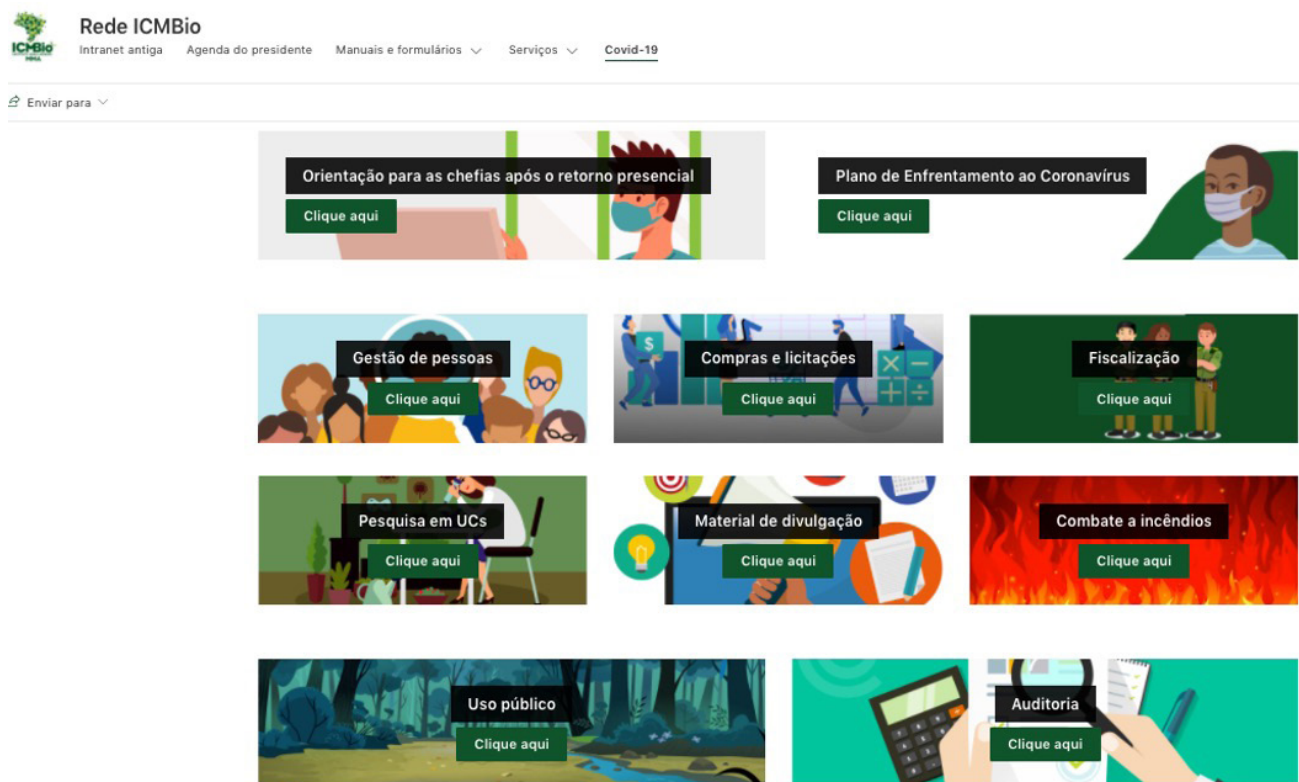 Rede ICMBio
ICMBio
MMA
Intranet antiga Agenda do presidente Manuais e formulários Serviços Covid-19
Enviar para
Orientação para as chefias após o retorno presencial
Clique aqui
Plano de Enfrentamento ao Coronavírus
Clique aqui
Gestão de pessoas
Clique aqui
Compras e licitações
Clique aqui
Fiscalização
Clique aqui
Pesquisa em UCs
Clique aqui
Material de divulgação
Clique aqui
Combate a incêndios
Clique aqui
Uso público
Clique aqui
Auditoria
Clique aqui